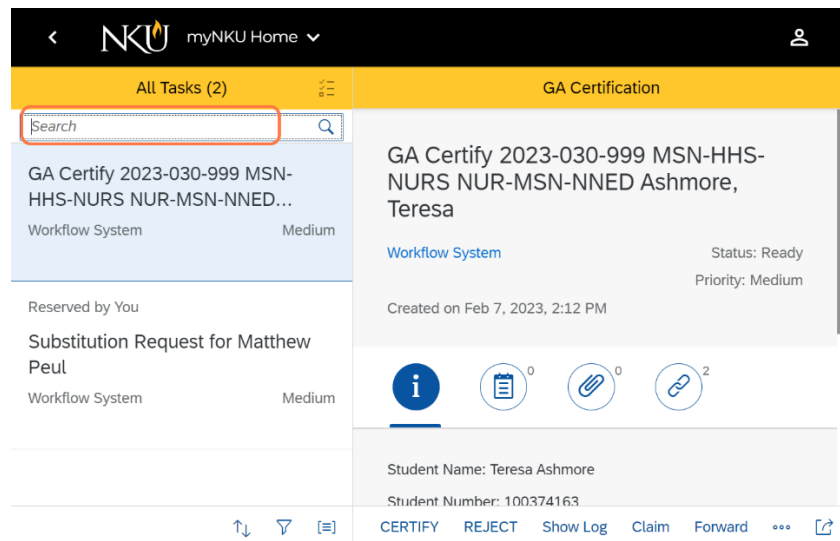 NKU myNKU Home
All Tasks (2)
Search
GA Certify 2023-030-999 MSN-
HHS-NURS NUR-MSN-NNED...
Workflow System Medium
Reserved by You
Substitution Request for Matthew
Peul
Workflow System Medium
GA Certification
GA Certify 2023-030-999 MSN-HHS-
NURS NUR-MSN-NNED Ashmore,
Teresa
Workflow System Status: Ready
Priority: Medium
Created on Feb 7, 2023, 2:12 PM
0 0 2
Student Name: Teresa Ashmore
Student Number: 100374163
CERTIFY REJECT Show Log Claim Forward